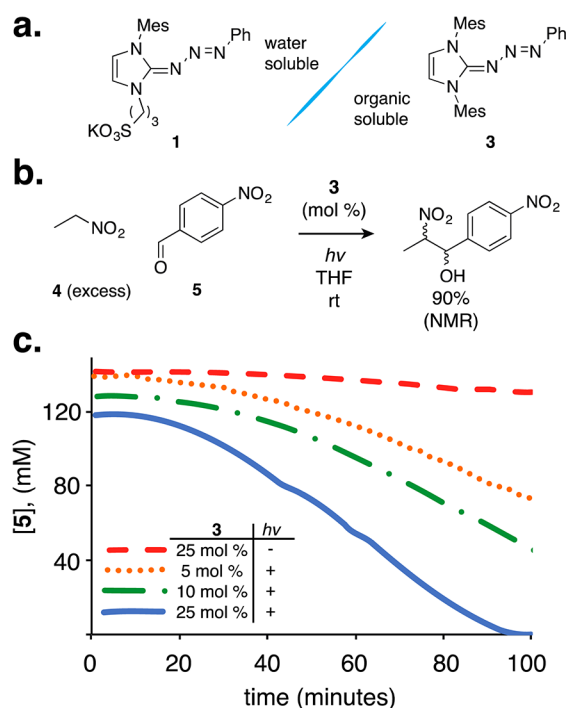 a.
Mes
N
N
N
N=N
Ph
( )3
KO3S
1
water
soluble
organic
soluble
Mes
N
N
Mes
N
N=N
Ph
3
b.
NO2
4 (excess)
NO2
O
5
3
(mol %)
hv
THF
rt
NO2
NO2
OH
90%
(NMR)
c.
[5], (mM)
120
80
40
3 hv
25 mol % -
5 mol % +
10 mol % +
25 mol % +
0 20 40 60 80 100
time (minutes)